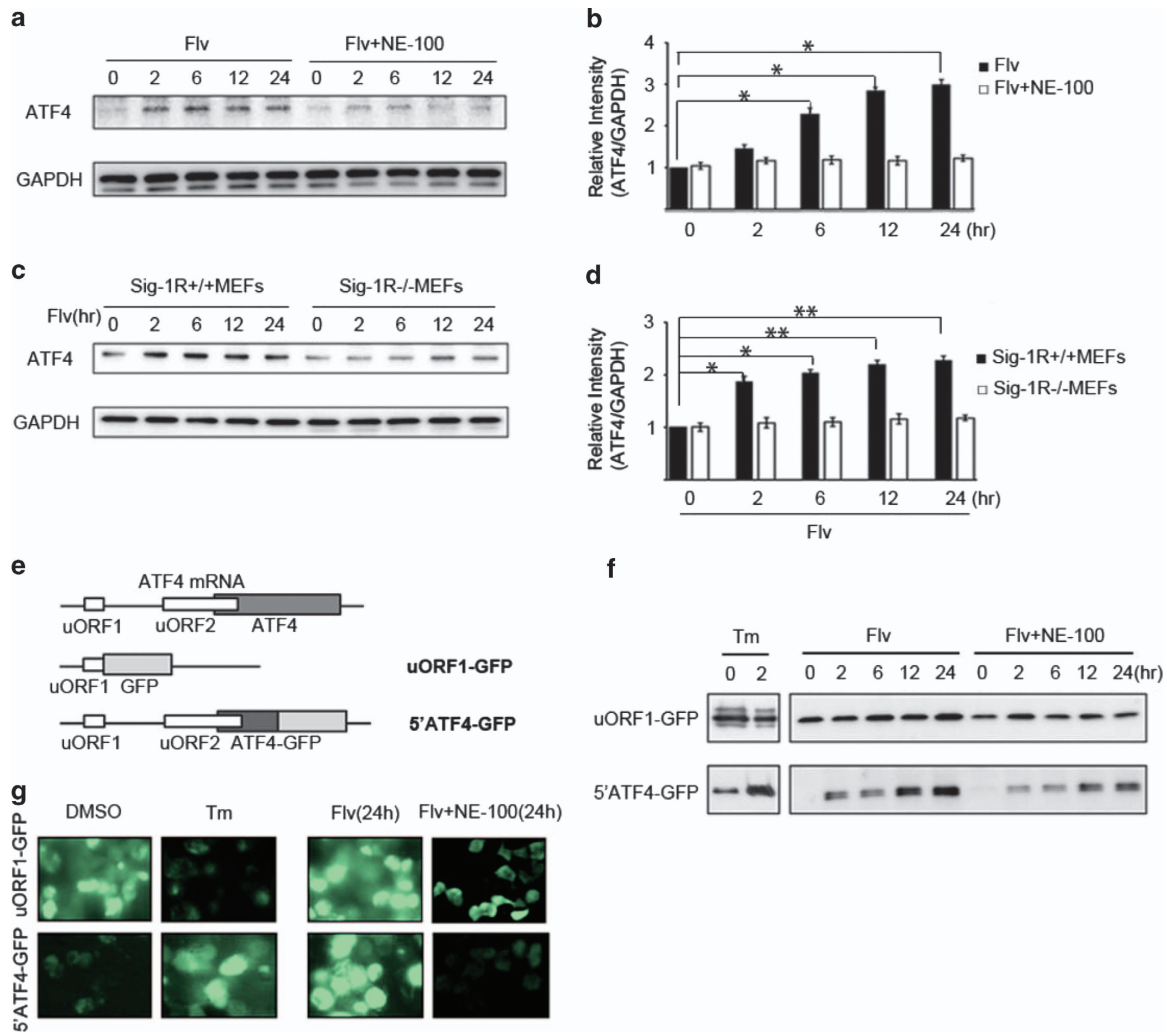 a
Flv Flv+NE-100
0 2 6 12 24 0 2 6 12 24
ATF4
GAPDH
b
4
3
2
1
Relative Intensity
(ATF4/GAPDH)
* * *
Flv
Flv+NE-100
0 2 6 12 24 (hr)
c
Sig-1R+/+MEFs Sig-1R-/-MEFs
Flv(hr) 0 2 6 12 24 0 2 6 12 24
ATF4
GAPDH
d
3
2
1
Relative Intensity
(ATF4/GAPDH)
** ** * *
Sig-1R+/+MEFs
Sig-1R-/-MEFs
0 2 6 12 24 (hr)
Flv
e
ATF4 mRNA
uORF1 uORF2 ATF4
uORF1 GFP uORF1-GFP
5'ATF4-GFP
uORF1 uORF2 ATF4-GFP
f
Tm Flv Flv+NE-100
0 2 0 2 6 12 24 0 2 6 12 24(hr)
uORF1-GFP
5'ATF4-GFP
g
DMSO Tm Flv(24h) Flv+NE-100(24h)
uORF1-GFP
5'ATF4-GFP